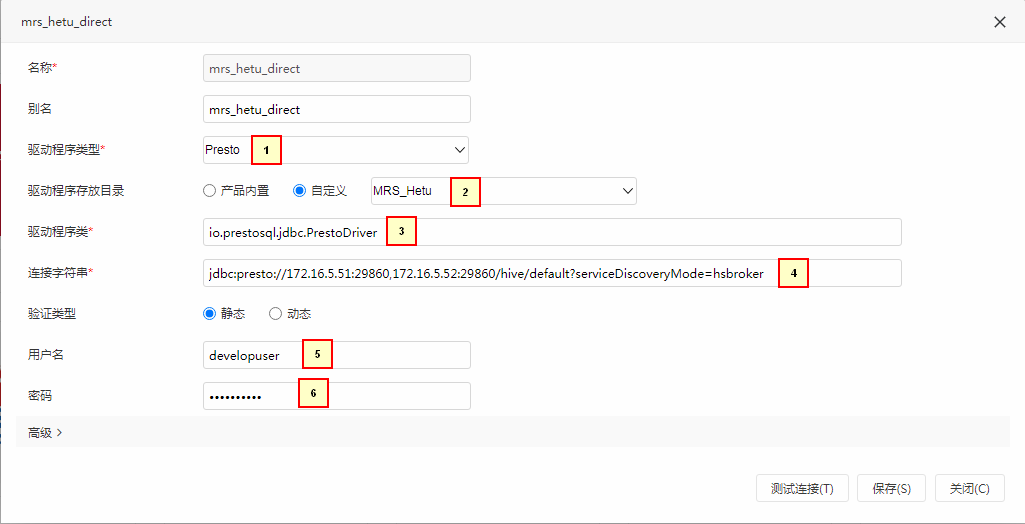 mrs_hetu_direct
名称* mrs_hetu_direct
别名 mrs_hetu_direct
驱动程序类型* Presto 1
驱动程序存放目录 产品内置 自定义 MRS_Hetu 2
驱动程序类* io.prestosql.jdbc.PrestoDriver 3
连接字符串* jdbc:presto://172.16.5.51:29860,172.16.5.52:29860/hive/default?serviceDiscoveryMode=hsbroker 4
验证类型 静态 动态
用户名 developuser 5
密码 •••••••••• 6
高级
测试连接(T) 保存(S) 关闭(C)